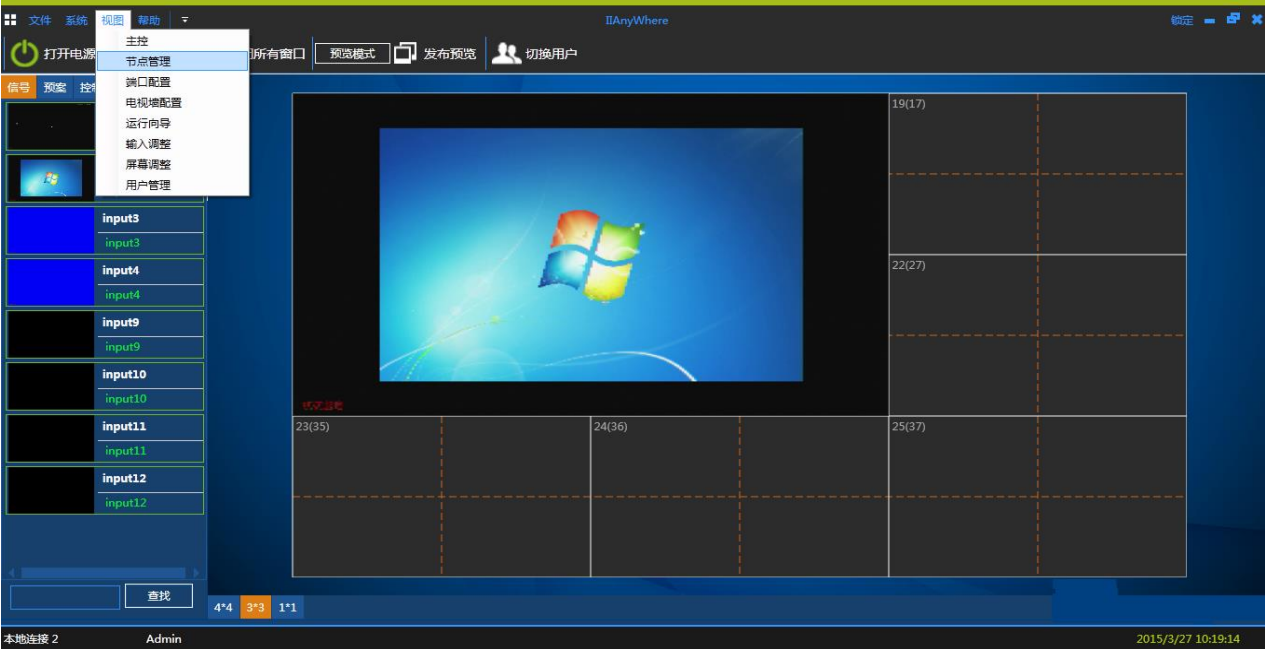 文件 系统 视图 帮助 IIAnyWhere 锁定
打开电源 所有窗口 预览模式 发布预览 切换用户
主控
节点管理
端口配置
电视墙配置
运行向导
输入调整
屏幕调整
用户管理
信号 预案
input3
input3
input4
input4
input9
input9
input10
input10
input11
input11
input12
input12
查找
19(17)
22(27)
23(35) 24(36) 25(37)
4*4 3*3 1*1
本地连接 2 Admin 2015/3/27 10:19:14